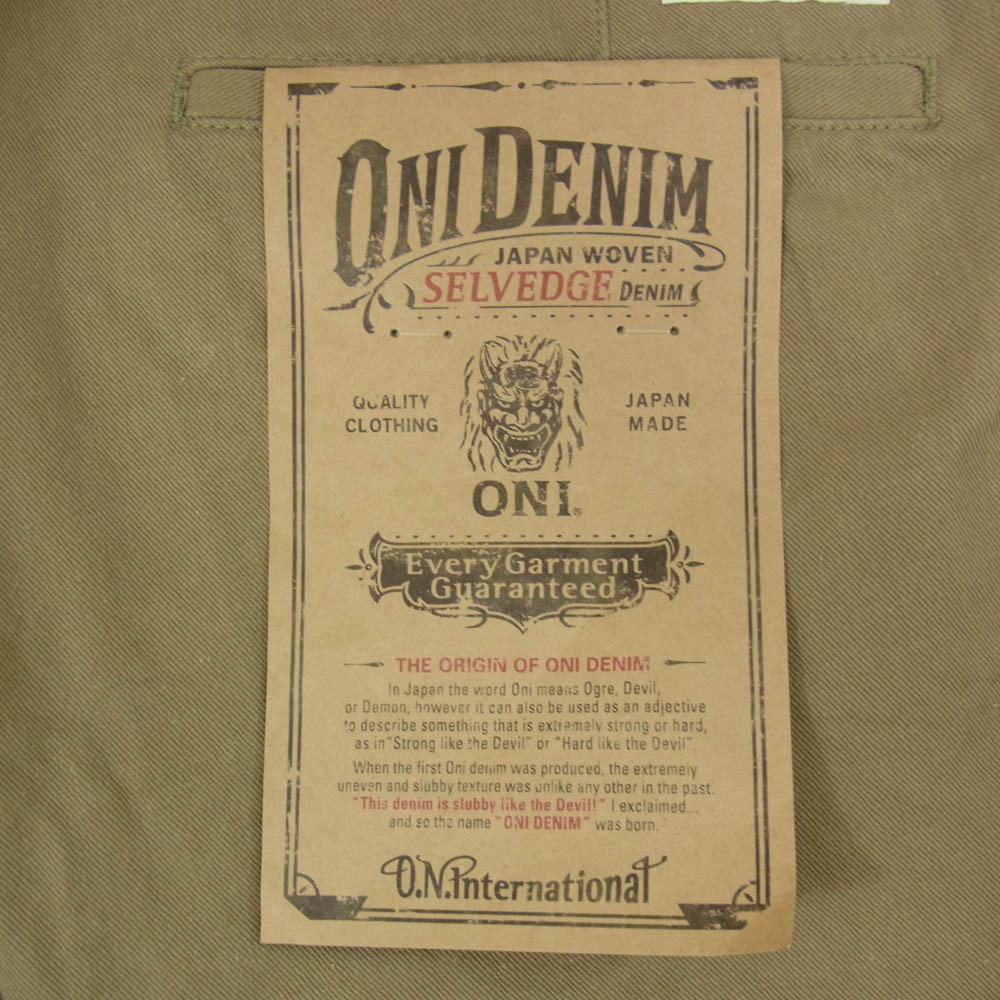 ONI DENIM
JAPAN WOVEN
SELVEDGE DENIM
QUALITY
CLOTHING
JAPAN
MADE
ONI®
Every Garment
Guaranteed
THE ORIGIN OF ONI DENIM
In Japan the word Oni means Ogre, Devil,
or Demon, however it can also be used as an adjective
to describe something that is extremely strong or hard,
as in "Strong like the Devil" or "Hard like the Devil".
When the first Oni denim was produced, the extremely
uneven and slubby texture was unlike any other in the past.
"This denim is slubby like the Devil!" I exclaimed...
and so the name "ONI DENIM" was born.
O.N.International